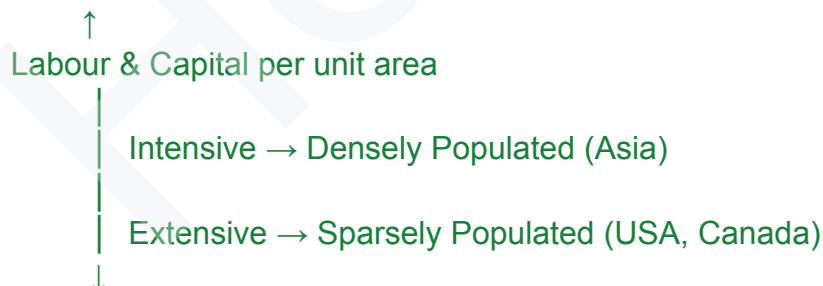 ↑
Labour & Capital per unit area
Intensive → Densely Populated (Asia)
Extensive → Sparsely Populated (USA, Canada)
↓